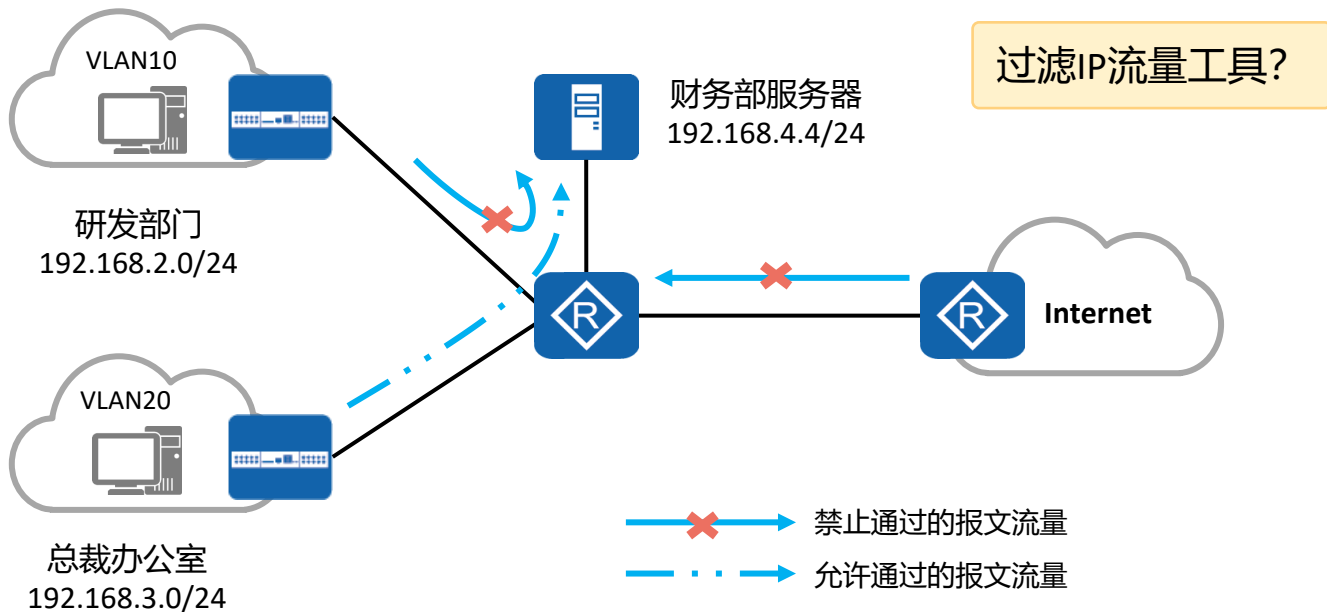 过滤IP流量工具？
VLAN10
研发部门
192.168.2.0/24
财务部服务器
192.168.4.4/24
R
R
Internet
VLAN20
总裁办公室
192.168.3.0/24
禁止通过的报文流量
允许通过的报文流量